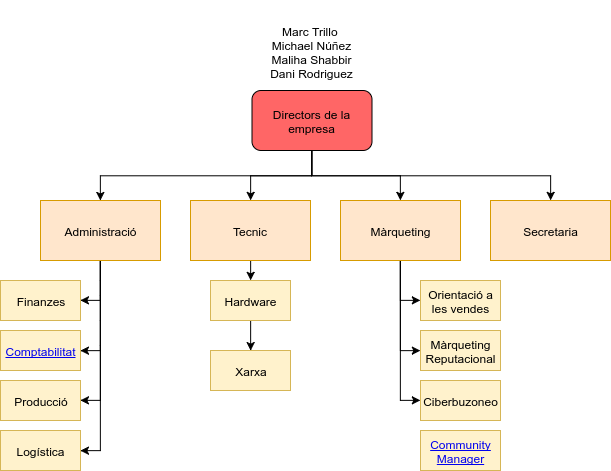 Marc Trillo
Michael Núñez
Maliha Shabbir
Dani Rodriguez
Directors de la
empresa
Administració
Tecnic
Màrqueting
Secretaria
Finanzes
Comptabilitat
Producció
Logística
Hardware
Xarxa
Orientació a
les vendes
Màrqueting
Reputacional
Ciberbuzoneo
Community
Manager